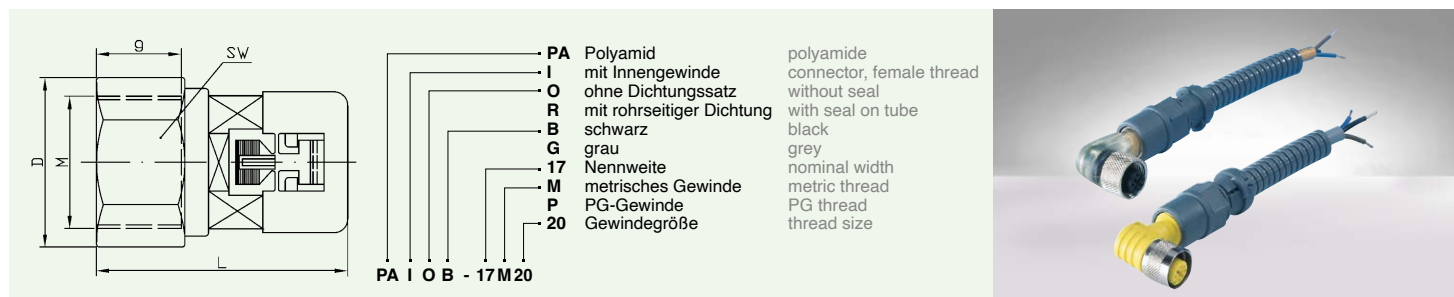 g
SW
D
M
L
PA Polyamid polyamide
I mit Innengewinde connector, female thread
O ohne Dichtungssatz without seal
R mit rohrseitiger Dichtung with seal on tube
B schwarz black
G grau grey
17 Nennweite nominal width
M metrisches Gewinde metric thread
P PG-Gewinde PG thread
20 Gewindegröße thread size
PA I O B - 17 M 20